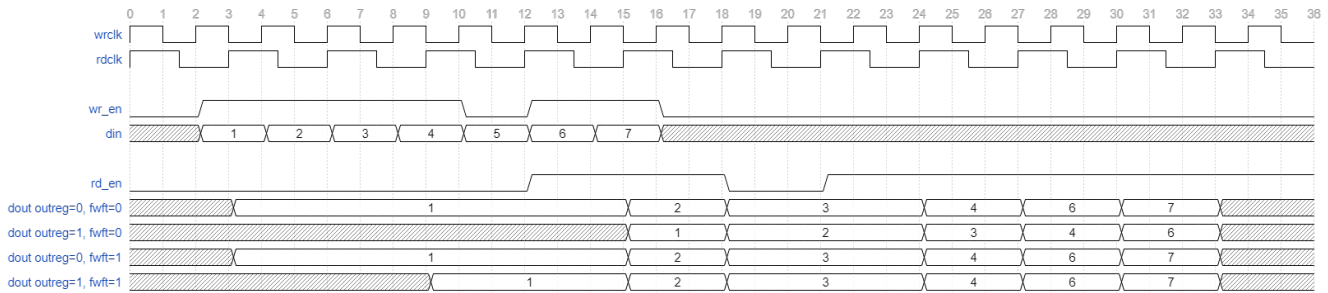 0 1 2 3 4 5 6 7 8 9 10 11 12 13 14 15 16 17 18 19 20 21 22 23 24 25 26 27 28 29 30 31 32 33 34 35 36
wrclk
rdclk
wr_en
din 1 2 3 4 5 6 7
rd_en
dout outreg=0, fwft=0 1 2 3 4 6 7
dout outreg=1, fwft=0 1 2 3 4 6
dout outreg=0, fwft=1 1 2 3 4 6 7
dout outreg=1, fwft=1 1 2 3 4 6 7